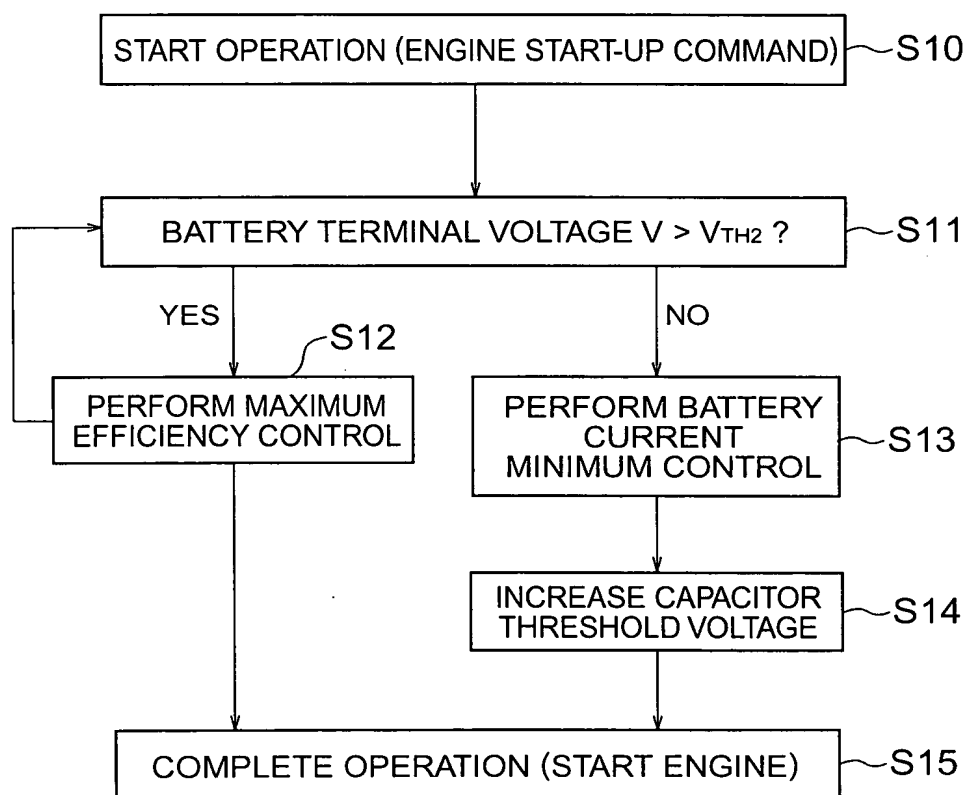 START OPERATION (ENGINE START-UP COMMAND)
S10
BATTERY TERMINAL VOLTAGE V > VTH2 ?
S11
YES
NO
S12
PERFORM MAXIMUM
EFFICIENCY CONTROL
PERFORM BATTERY
CURRENT
MINIMUM CONTROL
S13
INCREASE CAPACITOR
THRESHOLD VOLTAGE
S14
COMPLETE OPERATION (START ENGINE)
S15